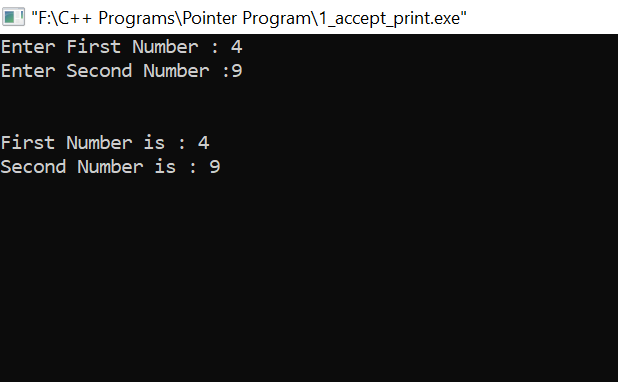 "F:\C++ Programs\Pointer Program\1_accept_print.exe"
Enter First Number : 4
Enter Second Number :9
First Number is : 4
Second Number is : 9